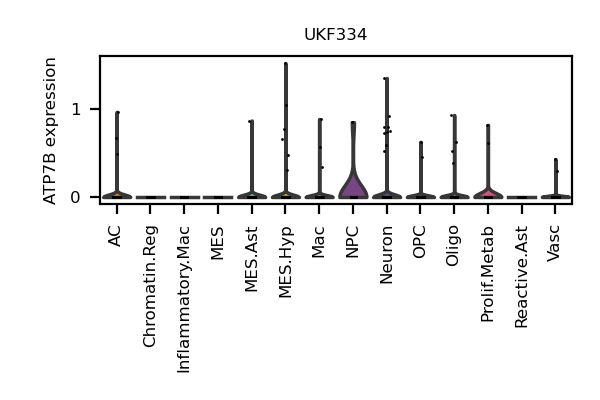 UKF334
ATP7B expression
1
0
AC
Chromatin.Reg
Inflammatory.Mac
MES
MES.Ast
MES.Hyp
Mac
NPC
Neuron
OPC
Oligo
Prolif.Metab
Reactive.Ast
Vasc